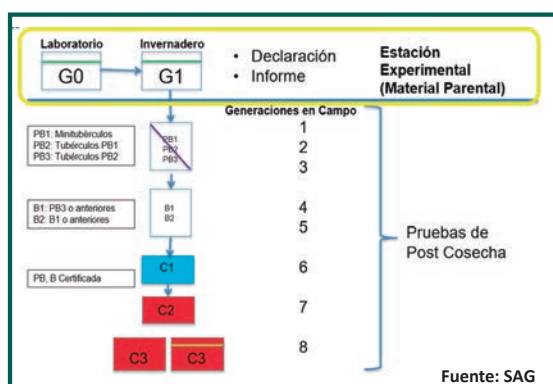 Laboratorio
Invernadero
G0
G1
• Declaración
• Informe
Estación
Experimental
(Material Parental)
Generaciones en Campo
PB1: Minitubèrculos
PB2: Tubérculos PB1
PB3: Tubérculos PB2
PB1
PB2
PB3
1
2
3
B1: PB3 o anteriores
B2: B1 o anteriores
B1
B2
4
5
Pruebas de
Post Cosecha
PB, B Certificada
C1
6
C2
7
C3
C3
8
Fuente: SAG